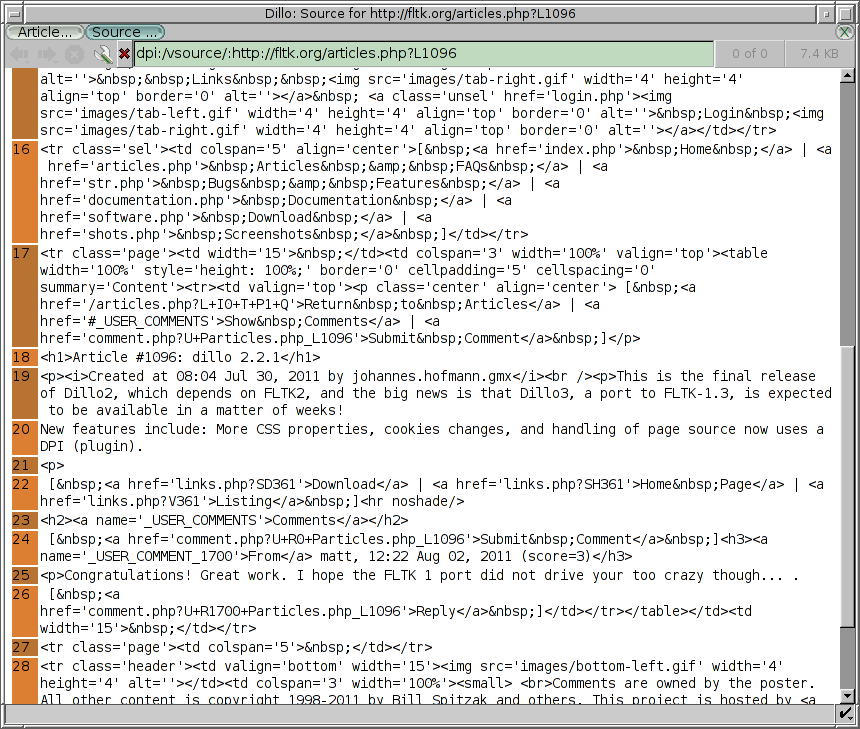 Dillo: Source for http://fltk.org/articles.php?L1096
Article... Source ...
dpi:/vsource/:http://fltk.org/articles.php?L1096 0 of 0 7.4 KB
alt=''>&nbsp;&nbsp;Links&nbsp;&nbsp;<img src='images/tab-right.gif' width='4' height='4'
align='top' border='0' alt=''></a>&nbsp; <a class='unsel' href='login.php'><img
src='images/tab-left.gif' width='4' height='4' align='top' border='0' alt=''>&nbsp;Login&nbsp;<img
src='images/tab-right.gif' width='4' height='4' align='top' border='0' alt=''></a></td></tr>
16 <tr class='sel'><td colspan='5' align='center'>[&nbsp;<a href='index.php'>&nbsp;Home&nbsp;</a> | <a
href='articles.php'>&nbsp;Articles&nbsp;&amp;&nbsp;FAQs&nbsp;</a> | <a
href='str.php'>&nbsp;Bugs&nbsp;&amp;&nbsp;Features&nbsp;</a> | <a
href='documentation.php'>&nbsp;Documentation&nbsp;</a> | <a
href='software.php'>&nbsp;Download&nbsp;</a> | <a
href='shots.php'>&nbsp;Screenshots&nbsp;</a>&nbsp;]</td></tr>
17 <tr class='page'><td width='15'>&nbsp;</td><td colspan='3' width='100%' valign='top'><table
width='100%' style='height: 100%;' border='0' cellpadding='5' cellspacing='0'
summary='Content'><tr><td valign='top'><p class='center' align='center'> [&nbsp;<a
href='/articles.php?L+I0+T+P1+Q'>Return&nbsp;to&nbsp;Articles</a> | <a
href='#_USER_COMMENTS'>Show&nbsp;Comments</a> | <a
href='comment.php?U+Particles.php_L1096'>Submit&nbsp;Comment</a>&nbsp;]</p>
18 <h1>Article #1096: dillo 2.2.1</h1>
19 <p><i>Created at 08:04 Jul 30, 2011 by johannes.hofmann.gmx</i><br /><p>This is the final release
of Dillo2, which depends on FLTK2, and the big news is that Dillo3, a port to FLTK-1.3, is expected
to be available in a matter of weeks!
20 New features include: More CSS properties, cookies changes, and handling of page source now uses a
DPI (plugin).
21 <p>
22 [&nbsp;<a href='links.php?SD361'>Download</a> | <a href='links.php?SH361'>Home&nbsp;Page</a> | <a
href='links.php?V361'>Listing</a>&nbsp;]<hr noshade/>
23 <h2><a name='_USER_COMMENTS'>Comments</a></h2>
24 [&nbsp;<a href='comment.php?U+R0+Particles.php_L1096'>Submit&nbsp;Comment</a>&nbsp;]<h3><a
name='_USER_COMMENT_1700'>From</a> matt, 12:22 Aug 02, 2011 (score=3)</h3>
25 <p>Congratulations! Great work. I hope the FLTK 1 port did not drive your too crazy though... .
26 [&nbsp;<a
href='comment.php?U+R1700+Particles.php_L1096'>Reply</a>&nbsp;]</td></tr></table></td><td
width='15'>&nbsp;</td></tr>
27 <tr class='page'><td colspan='5'>&nbsp;</td></tr>
28 <tr class='header'><td valign='bottom' width='15'><img src='images/bottom-left.gif' width='4'
height='4' alt=''></td><td colspan='3' width='100%'><small> <br>Comments are owned by the poster.
All other content is copyright 1998-2011 by Bill Spitzak and others. This project is hosted by <a